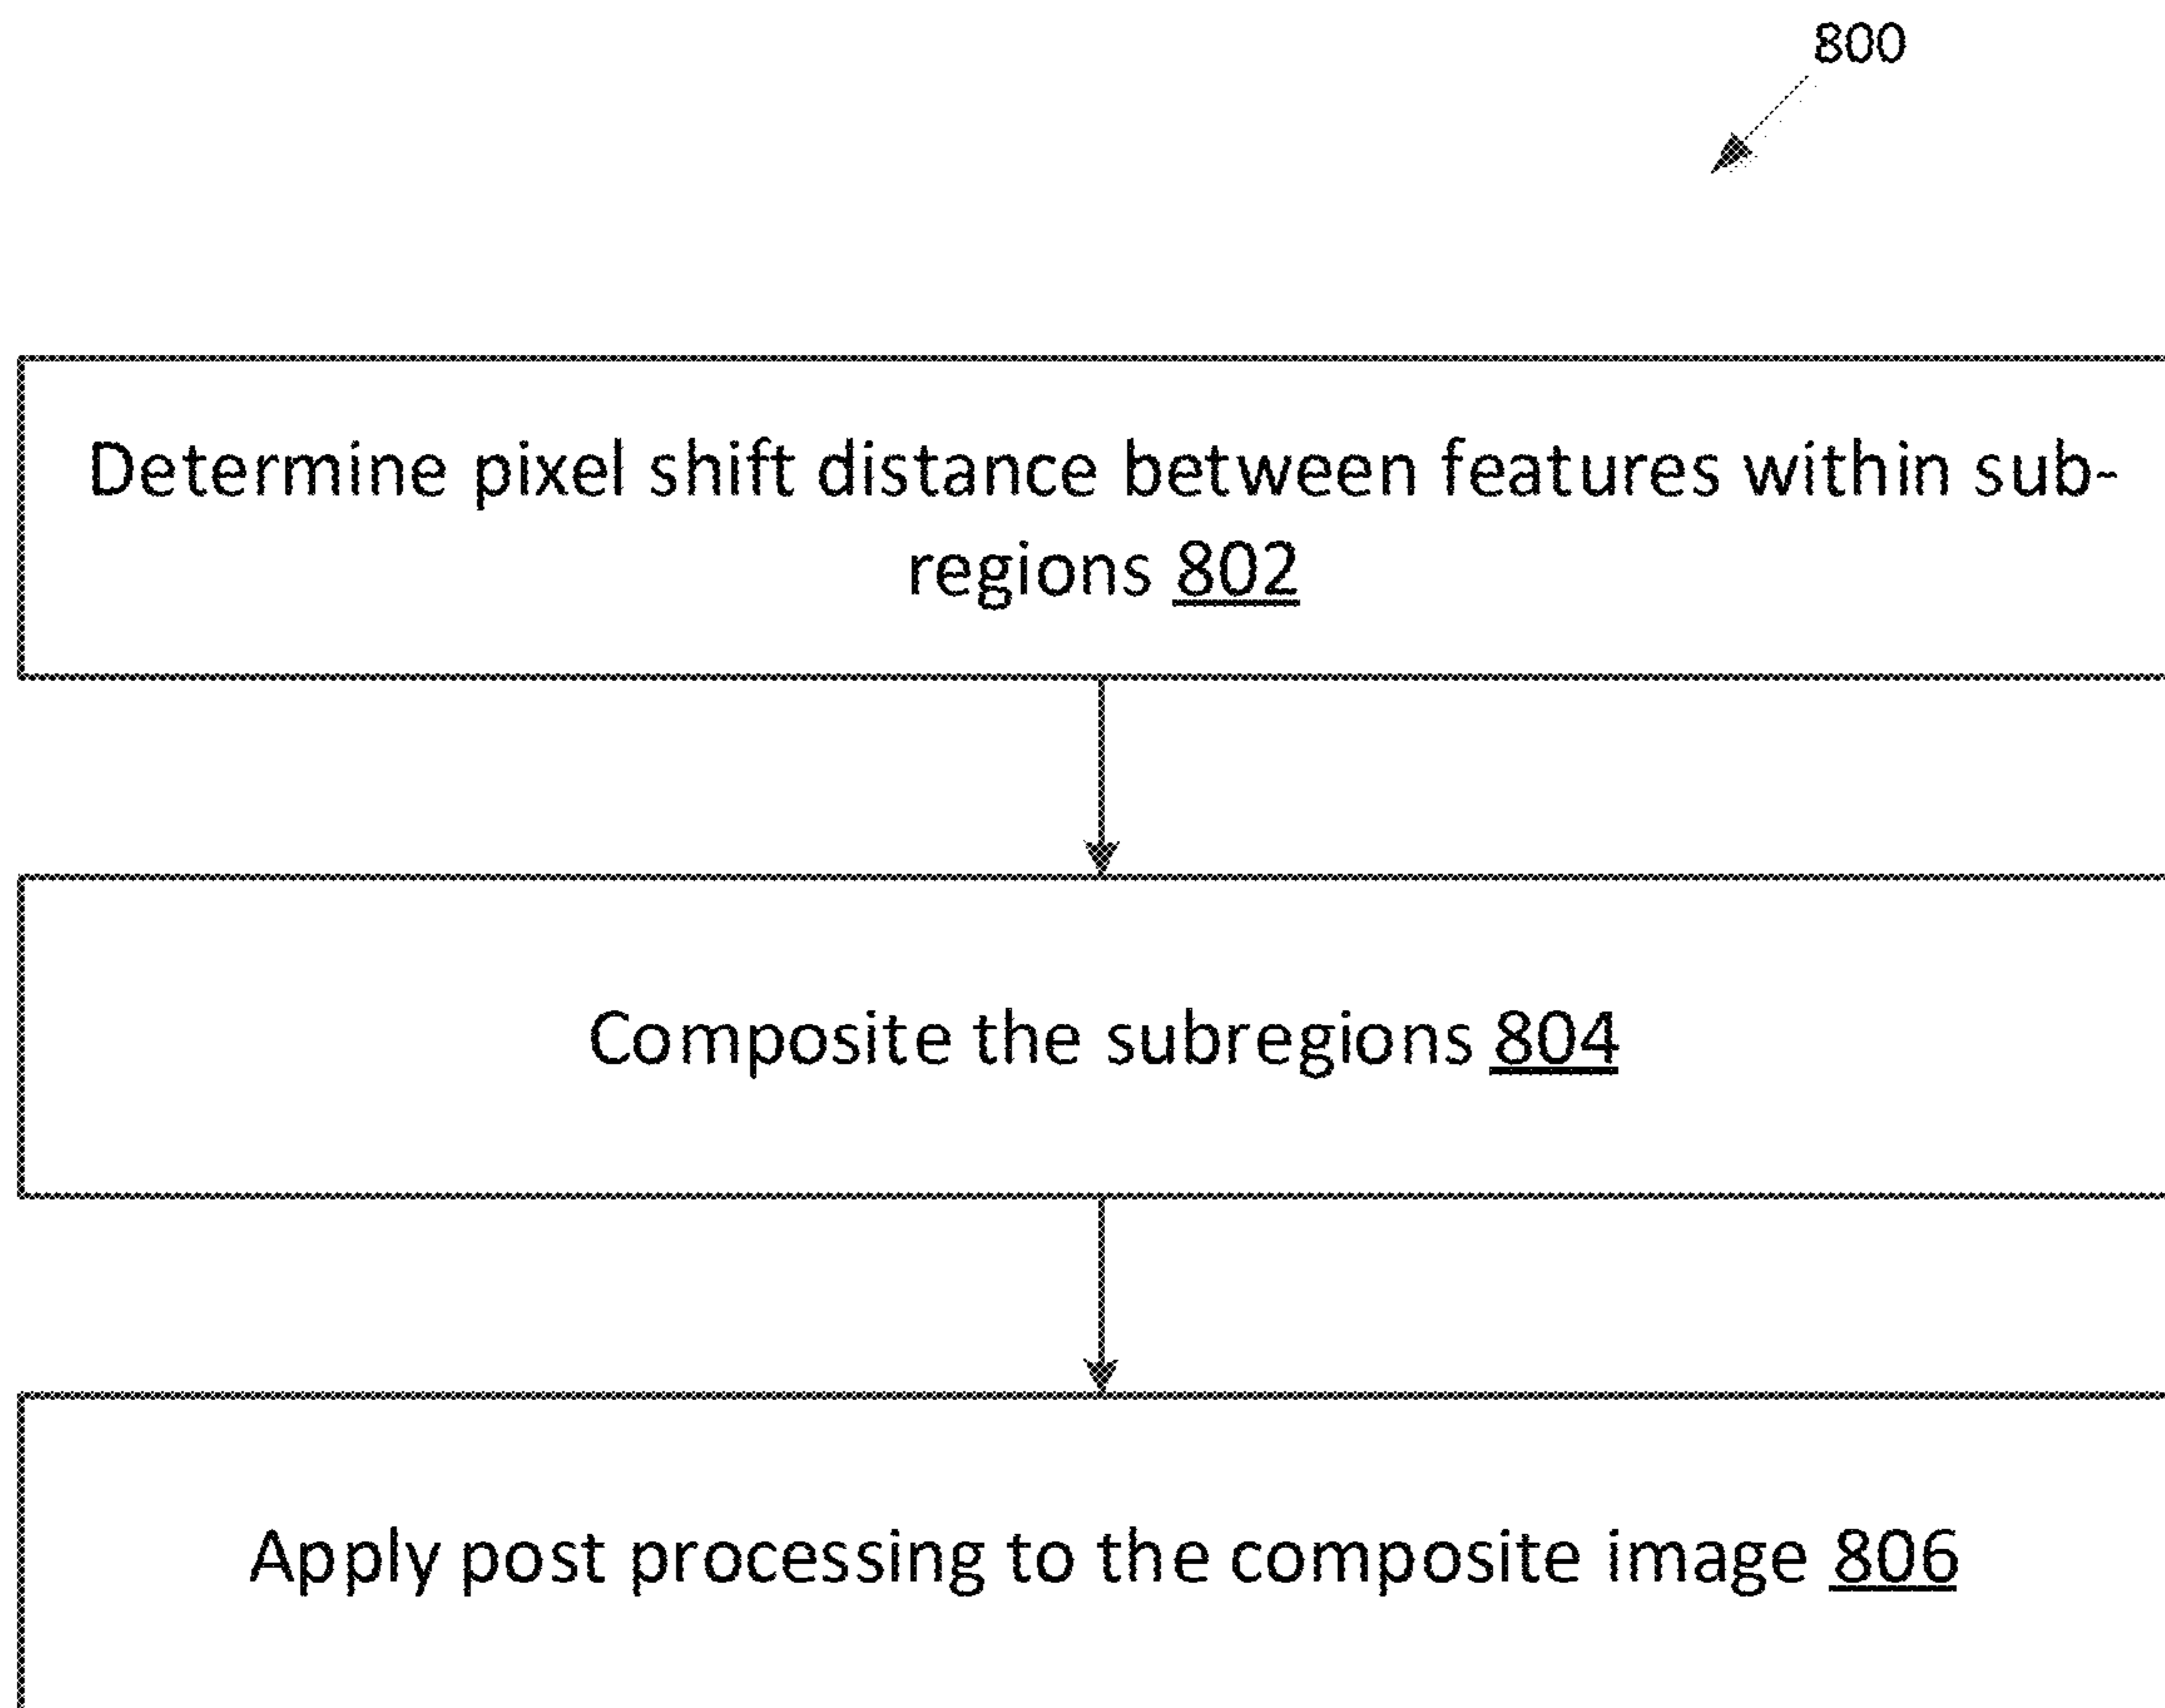 800
Determine pixel shift distance between features within sub-
regions 802
Composite the subregions 804
Apply post processing to the composite image 806